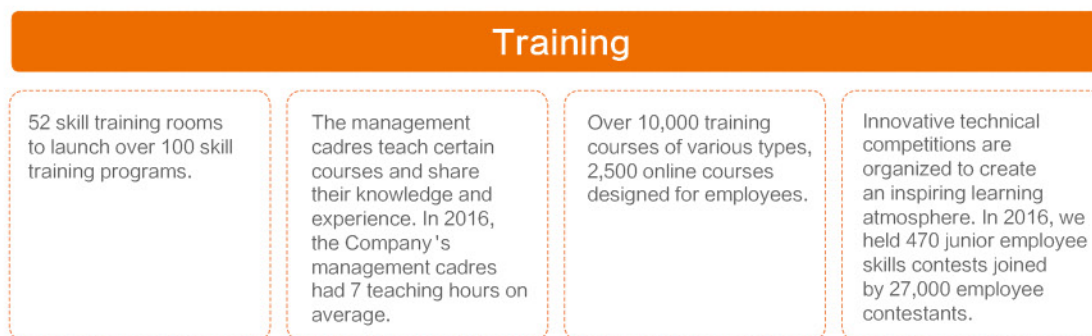 Training
52 skill training rooms
to launch over 100 skill
training programs.
The management
cadres teach certain
courses and share
their knowledge and
experience. In 2016,
the Company's
management cadres
had 7 teaching hours on
average.
Over 10,000 training
courses of various types,
2,500 online courses
designed for employees.
Innovative technical
competitions are
organized to create
an inspiring learning
atmosphere. In 2016, we
held 470 junior employee
skills contests joined
by 27,000 employee
contestants.